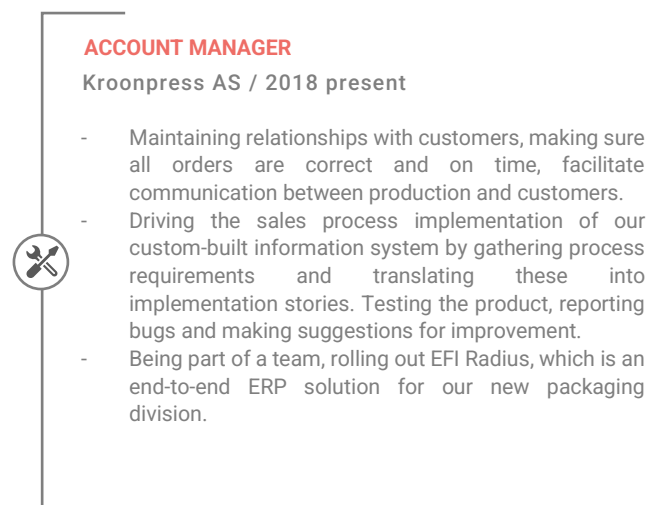 ACCOUNT MANAGER
Kroonpress AS / 2018 present
- Maintaining relationships with customers, making sure
all orders are correct and on time, facilitate
communication between production and customers.
- Driving the sales process implementation of our
custom-built information system by gathering process
requirements and translating these into
implementation stories. Testing the product, reporting
bugs and making suggestions for improvement.
- Being part of a team, rolling out EFI Radius, which is an
end-to-end ERP solution for our new packaging
division.